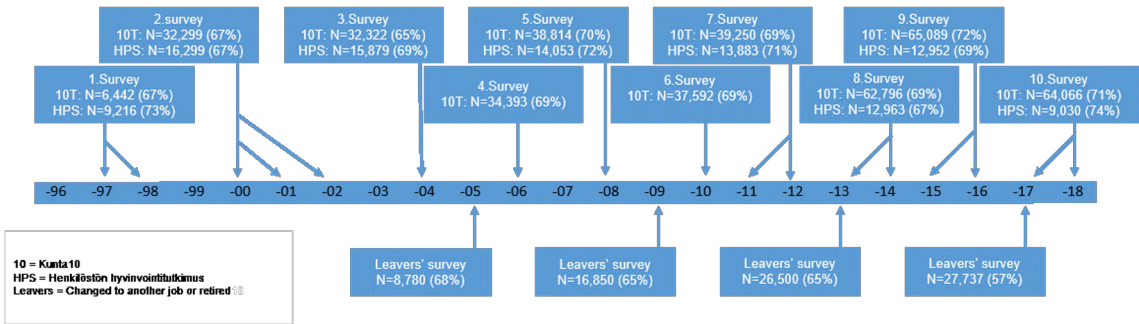 2.survey
10T: N=32,299 (67%)
HPS: N=16,299 (67%)
3.Survey
10T: N=32,322 (65%)
HPS: N=15,879 (69%)
5.Survey
10T: N=38,814 (70%)
HPS: N=14,053 (72%)
7.Survey
10T: N=39,250 (69%)
HPS: N=13,883 (71%)
9.Survey
10T: N=65,089 (72%)
HPS: N=12,952 (69%)
1.Survey
10T: N=6,442 (67%)
HPS: N=9,216 (73%)
4.Survey
10T: N=34,393 (69%)
6.Survey
10T: N=37,592 (69%)
8.Survey
10T: N=62,796 (69%)
HPS: N=12,963 (67%)
10.Survey
10T: N=64,066 (71%)
HPS: N=9,030 (74%)
-96 -97 -98 -99 -00 -01 -02 -03 -04 -05 -06 -07 -08 -09 -10 -11 -12 -13 -14 -15 -16 -17 -18
Leavers' survey
N=8,780 (68%)
Leavers' survey
N=16,850 (65%)
Leavers' survey
N=26,500 (65%)
Leavers' survey
N=27,737 (57%)
10 = Kunta10
HPS = Henkilöstön hyvinvointitutkimus
Leavers = Changed to another job or retired